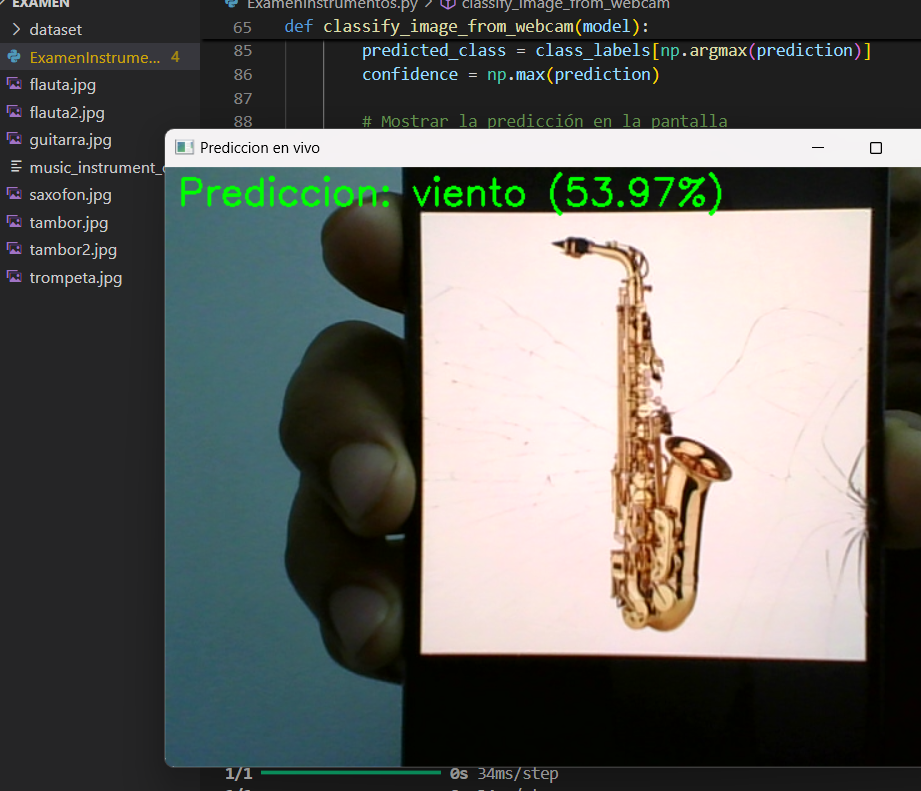 EXAMEN
dataset
ExamenInstrume... 4
flauta.jpg
flauta2.jpg
guitarra.jpg
music_instrument_
saxofon.jpg
tambor.jpg
tambor2.jpg
trompeta.jpg
ExamenInstrumentos.py > classify_image_from_webcam
65 def classify_image_from_webcam(model):
85 predicted_class = class_labels[np.argmax(prediction)]
86 confidence = np.max(prediction)
87
88 # Mostrar la predicción en la pantalla
Prediccion en vivo
Prediccion: viento (53.97%)
1/1 0s 34ms/step